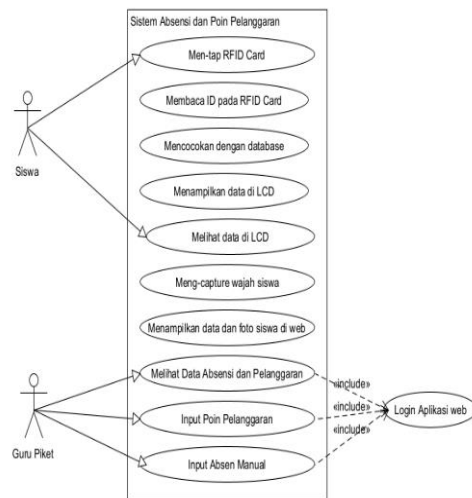 Sistem Absensi dan Poin Pelanggaran
Men-tap RFID Card
Membaca ID pada RFID Card
Siswa
Mencocokan dengan database
Menampilkan data di LCD
Melihat data di LCD
Meng-capture wajah siswa
Menampilkan data dan foto siswa di web
Melihat Data Absensi dan Pelanggaran
«include»
Input Poin Pelanggaran
«include»
Login Aplikasi web
Guru Piket
«include»
Input Absen Manual